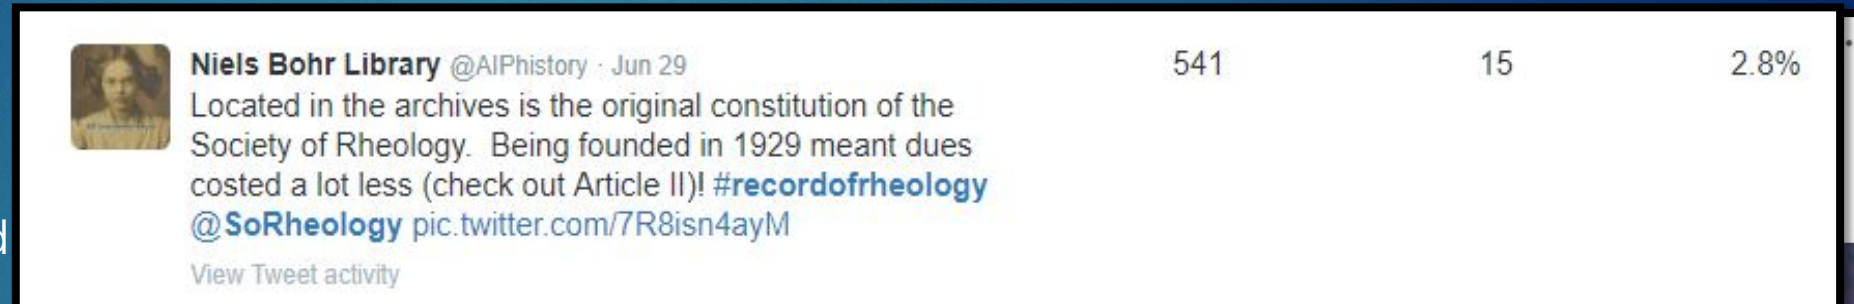 Niels Bohr Library @AIPhistory · Jun 29 541 15 2.8%
Located in the archives is the original constitution of the
Society of Rheology. Being founded in 1929 meant dues
costed a lot less (check out Article II)! #recordofrheology
@SoRheology pic.twitter.com/7R8isn4ayM
View Tweet activity